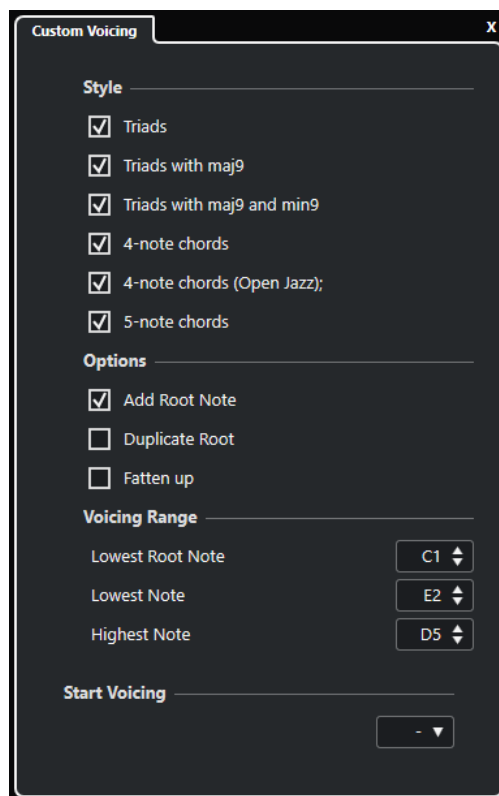 Custom Voicing X
Style
Triads
Triads with maj9
Triads with maj9 and min9
4-note chords
4-note chords (Open Jazz);
5-note chords
Options
Add Root Note
Duplicate Root
Fatten up
Voicing Range
Lowest Root Note C1
Lowest Note E2
Highest Note D5
Start Voicing
-